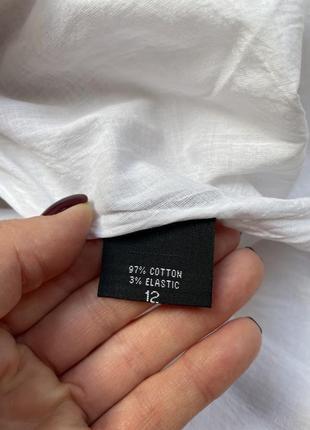 97% COTTON
3% ELASTIC
12